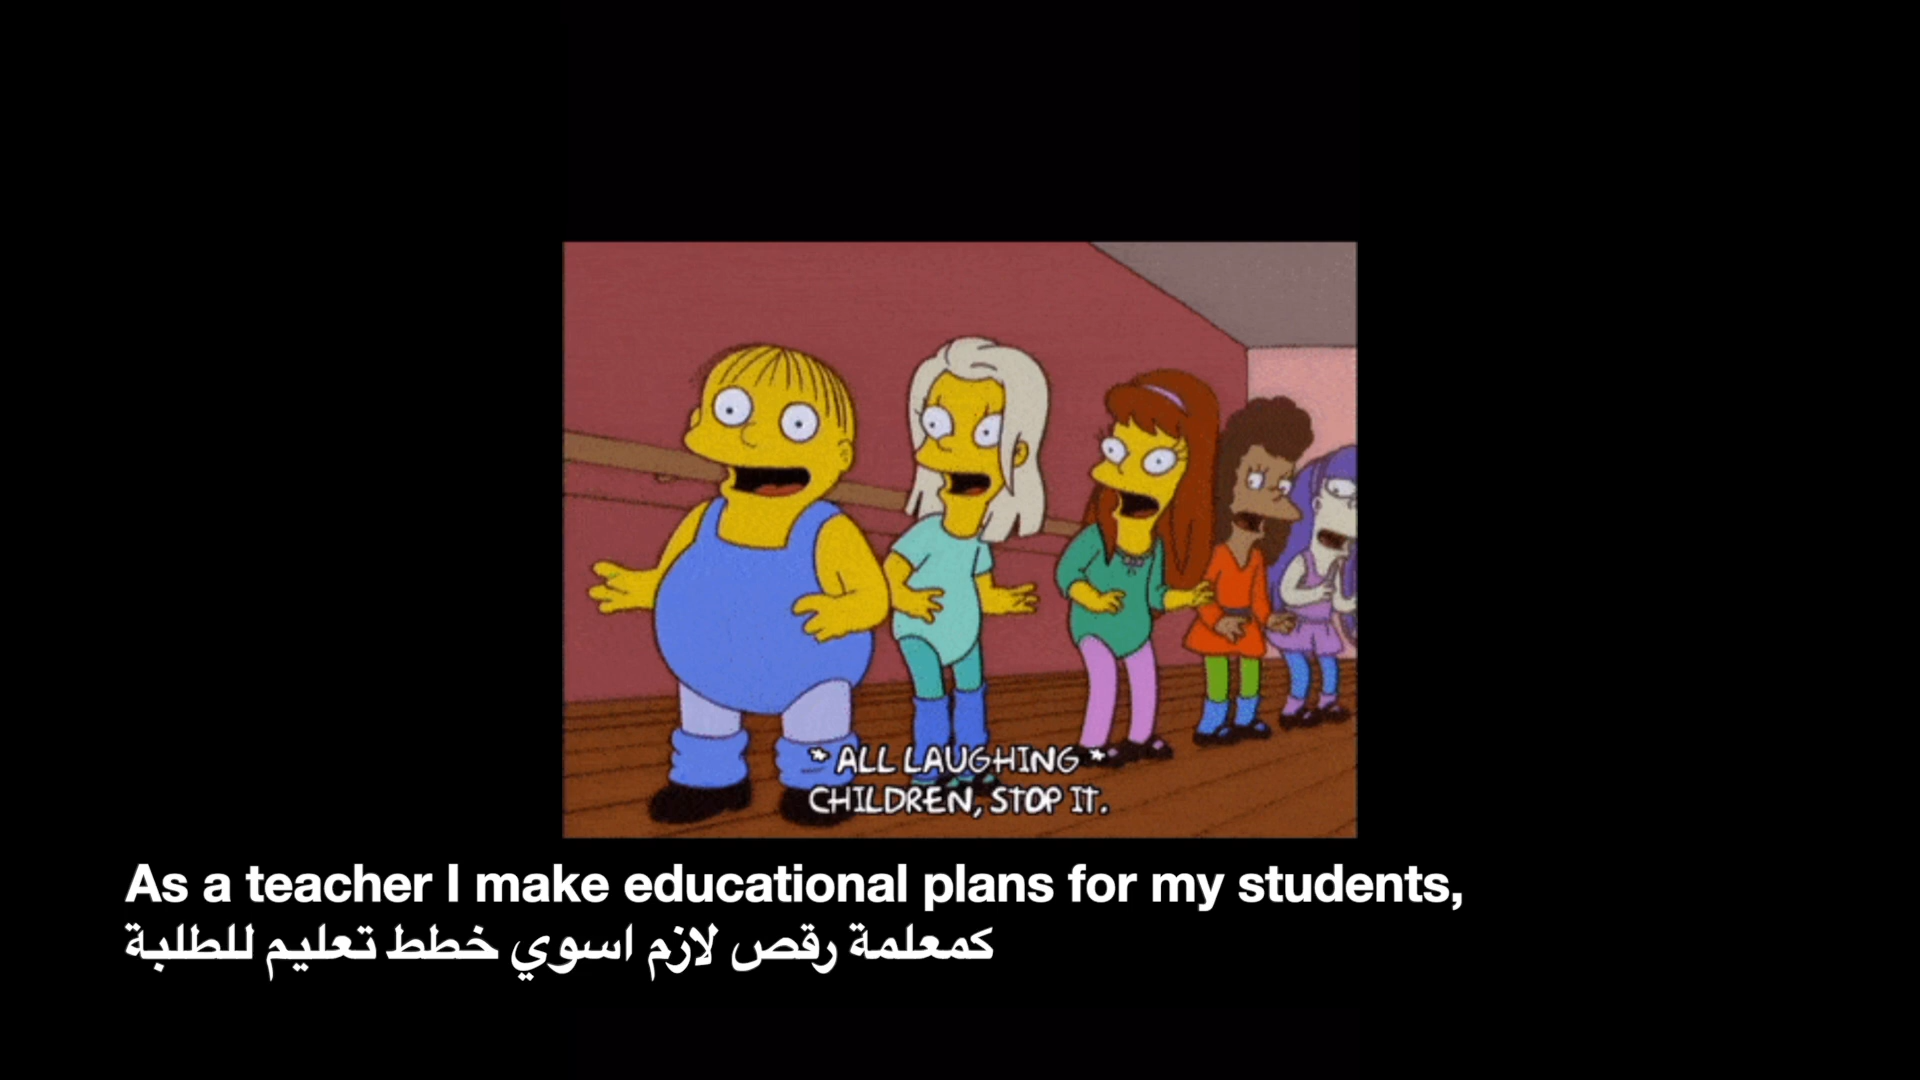 * ALL LAUGHING *
CHILDREN, STOP IT.
As a teacher I make educational plans for my students,
كمعلمة رقص لازم اسوي خطط تعليم للطلبة